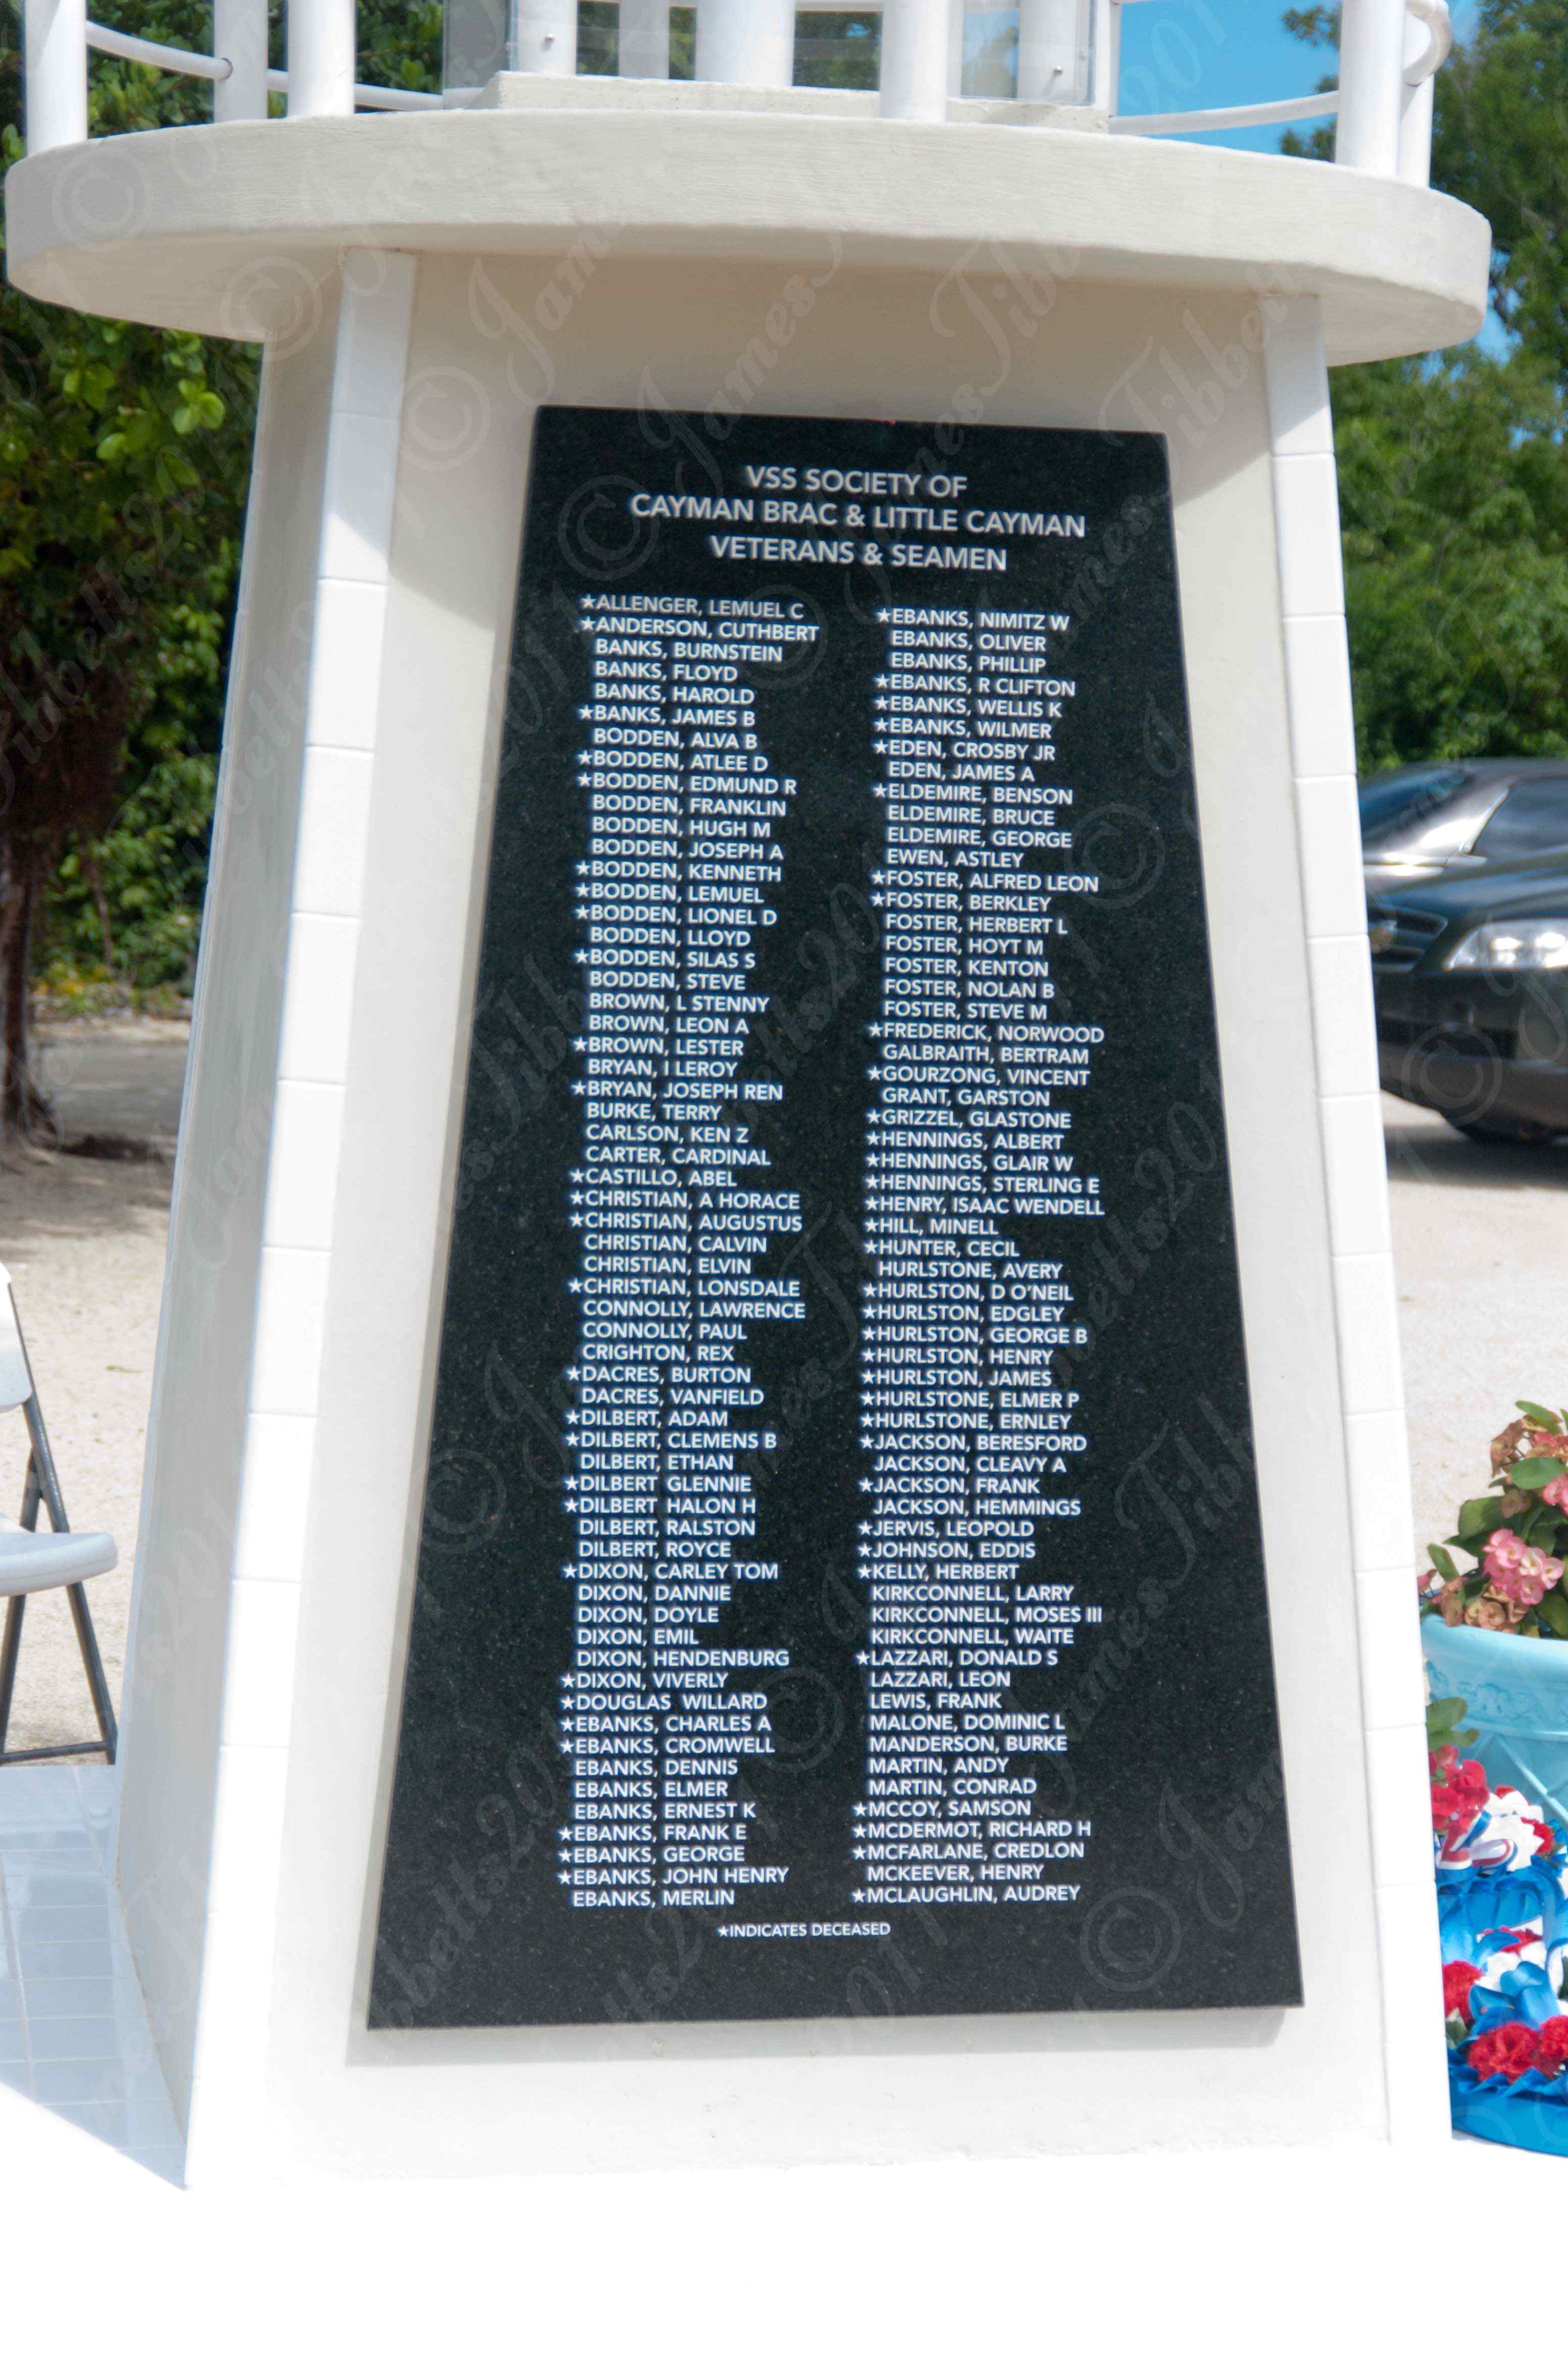 VSS SOCIETY OF
CAYMAN BRAC & LITTLE CAYMAN
VETERANS & SEAMEN
★ALLENGER, LEMUEL C
★ANDERSON, CUTHBERT
BANKS, BURNSTEIN
BANKS, FLOYD
BANKS, HAROLD
★BANKS, JAMES B
BODDEN, ALVA B
★BODDEN, ATLEE D
★BODDEN, EDMUND R
BODDEN, FRANKLIN
BODDEN, HUGH M
BODDEN, JOSEPH A
★BODDEN, KENNETH
★BODDEN, LEMUEL
★BODDEN, LIONEL D
BODDEN, LLOYD
★BODDEN, SILAS S
BODDEN, STEVE
BROWN, L STENNY
BROWN, LEON A
★BROWN, LESTER
BRYAN, I LEROY
★BRYAN, JOSEPH REN
BURKE, TERRY
CARLSON, KEN Z
CARTER, CARDINAL
★CASTILLO, ABEL
★CHRISTIAN, A HORACE
★CHRISTIAN, AUGUSTUS
CHRISTIAN, CALVIN
CHRISTIAN, ELVIN
★CHRISTIAN, LONSDALE
CONNOLLY, LAWRENCE
CONNOLLY, PAUL
CRIGHTON, REX
★DACRES, BURTON
DACRES, VANFIELD
★DILBERT, ADAM
★DILBERT, CLEMENS B
DILBERT, ETHAN
★DILBERT GLENNIE
★DILBERT HALON H
DILBERT, RALSTON
DILBERT, ROYCE
★DIXON, CARLEY TOM
DIXON, DANNIE
DIXON, DOYLE
DIXON, EMIL
DIXON, HENDENBURG
★DIXON, VIVERLY
★DOUGLAS WILLARD
★EBANKS, CHARLES A
★EBANKS, CROMWELL
EBANKS, DENNIS
EBANKS, ELMER
EBANKS, ERNEST K
★EBANKS, FRANK E
★EBANKS, GEORGE
★EBANKS, JOHN HENRY
EBANKS, MERLIN
★EBANKS, NIMITZ W
EBANKS, OLIVER
EBANKS, PHILLIP
★EBANKS, R CLIFTON
★EBANKS, WELLIS K
★EBANKS, WILMER
★EDEN, CROSBY JR
EDEN, JAMES A
★ELDEMIRE, BENSON
ELDEMIRE, BRUCE
ELDEMIRE, GEORGE
EWEN, ASTLEY
★FOSTER, ALFRED LEON
★FOSTER, BERKLEY
FOSTER, HERBERT L
FOSTER, HOYT M
FOSTER, KENTON
FOSTER, NOLAN B
FOSTER, STEVE M
★FREDERICK, NORWOOD
GALBRAITH, BERTRAM
★GOURZONG, VINCENT
GRANT, GARSTON
★GRIZZEL, GLASTONE
★HENNINGS, ALBERT
★HENNINGS, GLAIR W
★HENNINGS, STERLING E
★HENRY, ISAAC WENDELL
★HILL, MINELL
★HUNTER, CECIL
HURLSTONE, AVERY
★HURLSTON, D O'NEIL
★HURLSTON, EDGLEY
★HURLSTON, GEORGE B
★HURLSTON, HENRY
★HURLSTON, JAMES
★HURLSTONE, ELMER P
★HURLSTONE, ERNLEY
★JACKSON, BERESFORD
JACKSON, CLEAVY A
★JACKSON, FRANK
JACKSON, HEMMINGS
★JERVIS, LEOPOLD
★JOHNSON, EDDIS
★KELLY, HERBERT
KIRKCONNELL, LARRY
KIRKCONNELL, MOSES III
KIRKCONNELL, WAITE
★LAZZARI, DONALD S
LAZZARI, LEON
LEWIS, FRANK
MALONE, DOMINIC L
MANDERSON, BURKE
MARTIN, ANDY
MARTIN, CONRAD
★MCCOY, SAMSON
★MCDERMOT, RICHARD H
★MCFARLANE, CREDLON
MCKEEVER, HENRY
★MCLAUGHLIN, AUDREY
★INDICATES DECEASED
© JamesTibbetts2011